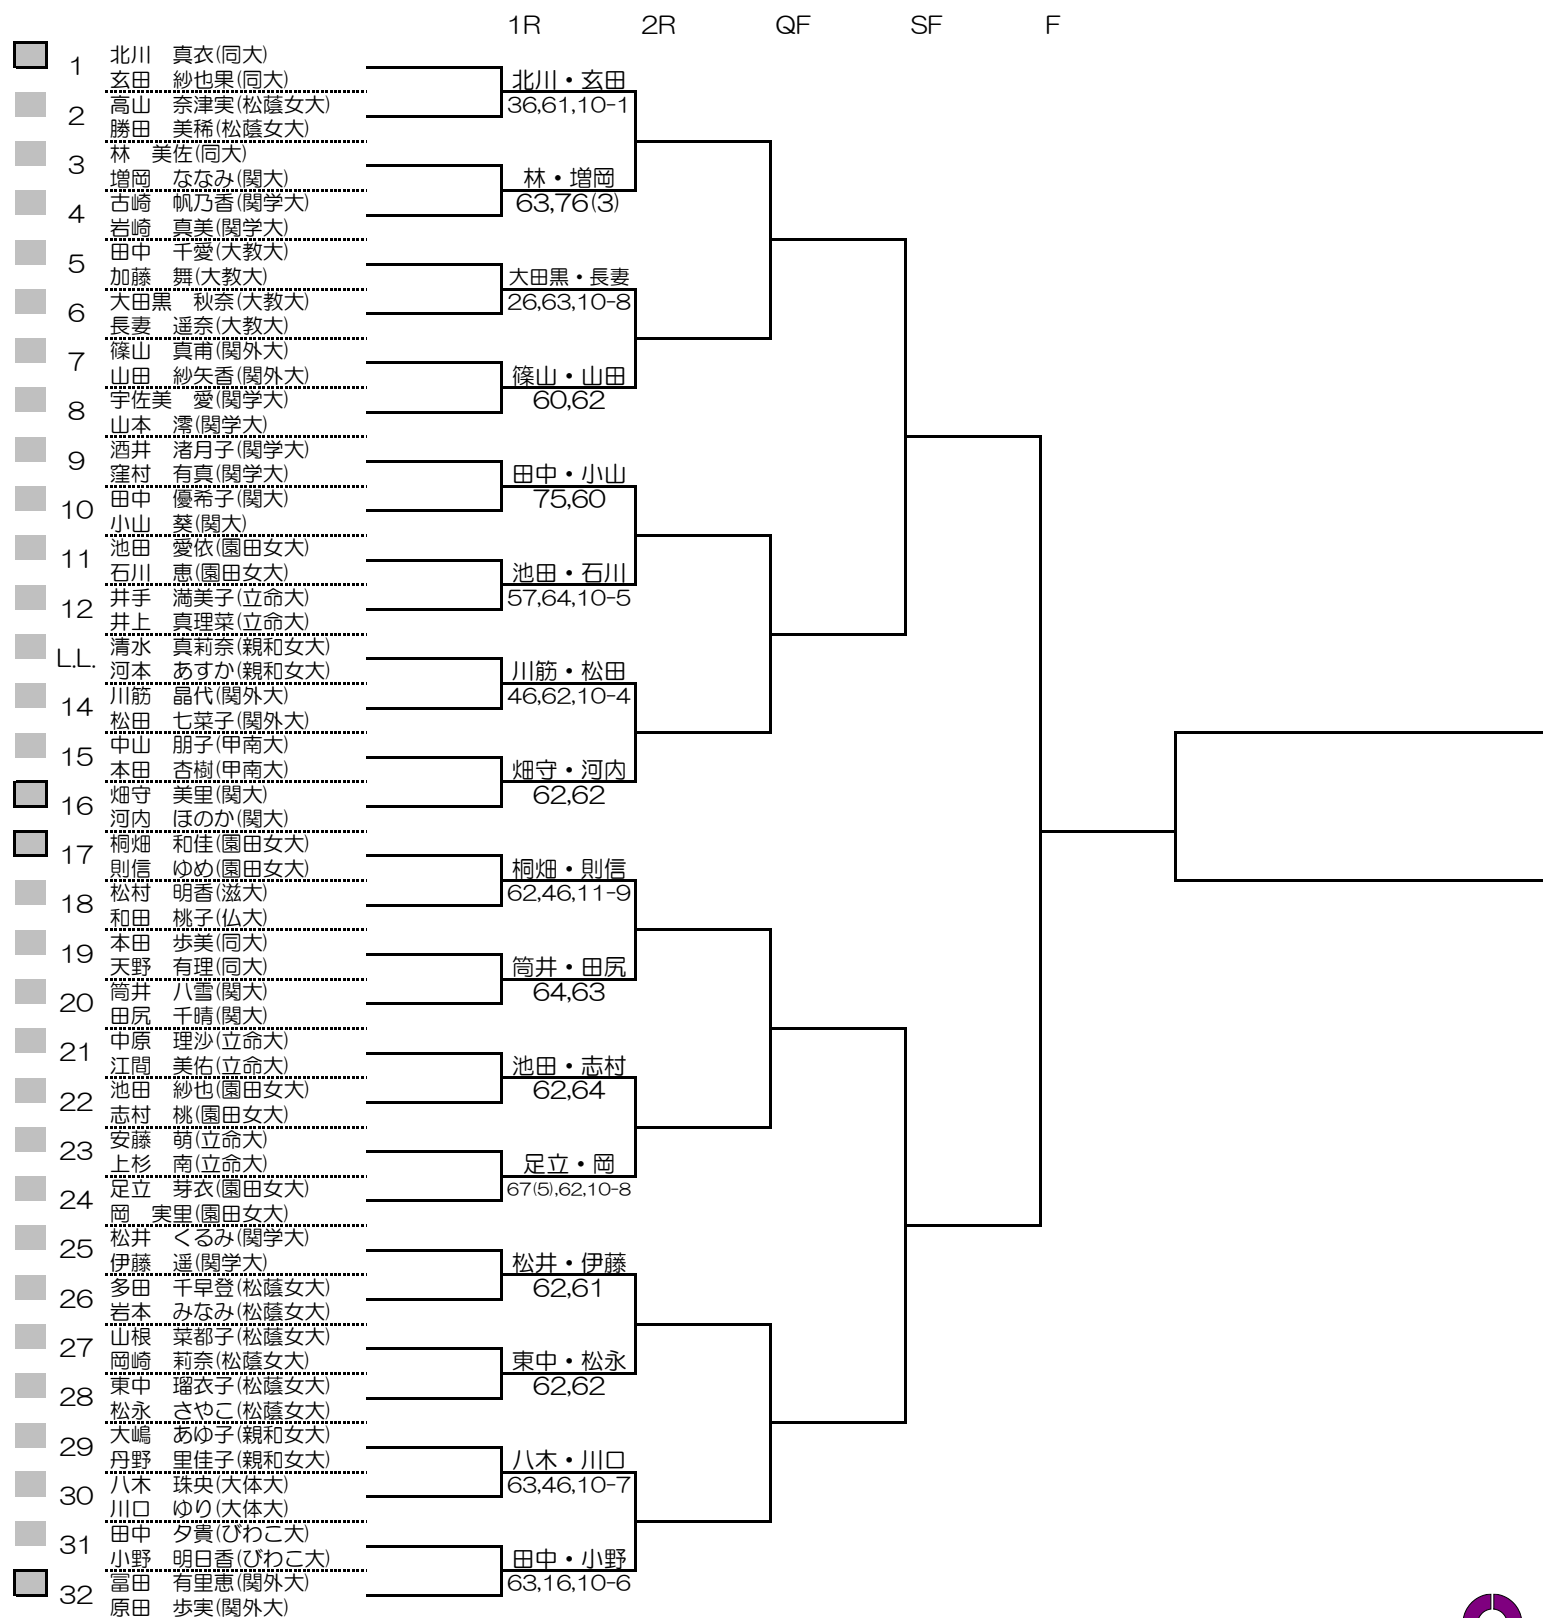 1R 2R QF SF F
1 北川 真衣(同大)
玄田 紗也果(同大) 北川・玄田
2 高山 奈津実(松蔭女大) 36,61,10-1
勝田 美稀(松蔭女大)
3 林 美佐(同大)
増岡 ななみ(関大) 林・増岡
4 古崎 帆乃香(関学大) 63,76(3)
岩崎 真美(関学大)
5 田中 千愛(大教大)
加藤 舞(大教大) 大田黒・長妻
6 大田黒 秋奈(大教大) 26,63,10-8
長妻 遥奈(大教大)
7 篠山 真甫(関外大)
山田 紗矢香(関外大) 篠山・山田
8 宇佐美 愛(関学大) 60,62
山本 澪(関学大)
9 酒井 渚月子(関学大)
窪村 有真(関学大) 田中・小山
10 田中 優希子(関大) 75,60
小山 葵(関大)
11 池田 愛依(園田女大)
石川 恵(園田女大) 池田・石川
12 井手 満美子(立命大) 57,64,10-5
井上 真理菜(立命大)
L.L. 清水 真莉奈(親和女大)
河本 あすか(親和女大) 川筋・松田
14 川筋 晶代(関外大) 46,62,10-4
松田 七菜子(関外大)
15 中山 朋子(甲南大)
本田 杏樹(甲南大) 畑守・河内
16 畑守 美里(関大) 62,62
河内 ほのか(関大)
17 桐畑 和佳(園田女大)
則信 ゆめ(園田女大) 桐畑・則信
18 松村 明香(滋大) 62,46,11-9
和田 桃子(仏大)
19 本田 歩美(同大)
天野 有理(同大) 筒井・田尻
20 筒井 八雪(関大) 64,63
田尻 千晴(関大)
21 中原 理沙(立命大)
江間 美佑(立命大) 池田・志村
22 池田 紗也(園田女大) 62,64
志村 桃(園田女大)
23 安藤 萌(立命大)
上杉 南(立命大) 足立・岡
24 足立 芽衣(園田女大) 67(5),62,10-8
岡 実里(園田女大)
25 松井 くるみ(関学大)
伊藤 遥(関学大) 松井・伊藤
26 多田 千早登(松蔭女大) 62,61
岩本 みなみ(松蔭女大)
27 山根 菜都子(松蔭女大)
岡崎 莉奈(松蔭女大) 東中・松永
28 東中 瑠衣子(松蔭女大) 62,62
松永 さやこ(松蔭女大)
29 大嶋 あゆ子(親和女大)
丹野 里佳子(親和女大) 八木・川口
30 八木 珠央(大体大) 63,46,10-7
川口 ゆり(大体大)
31 田中 夕貴(びわこ大)
小野 明日香(びわこ大) 田中・小野
32 冨田 有里恵(関外大) 63,16,10-6
原田 歩実(関外大)